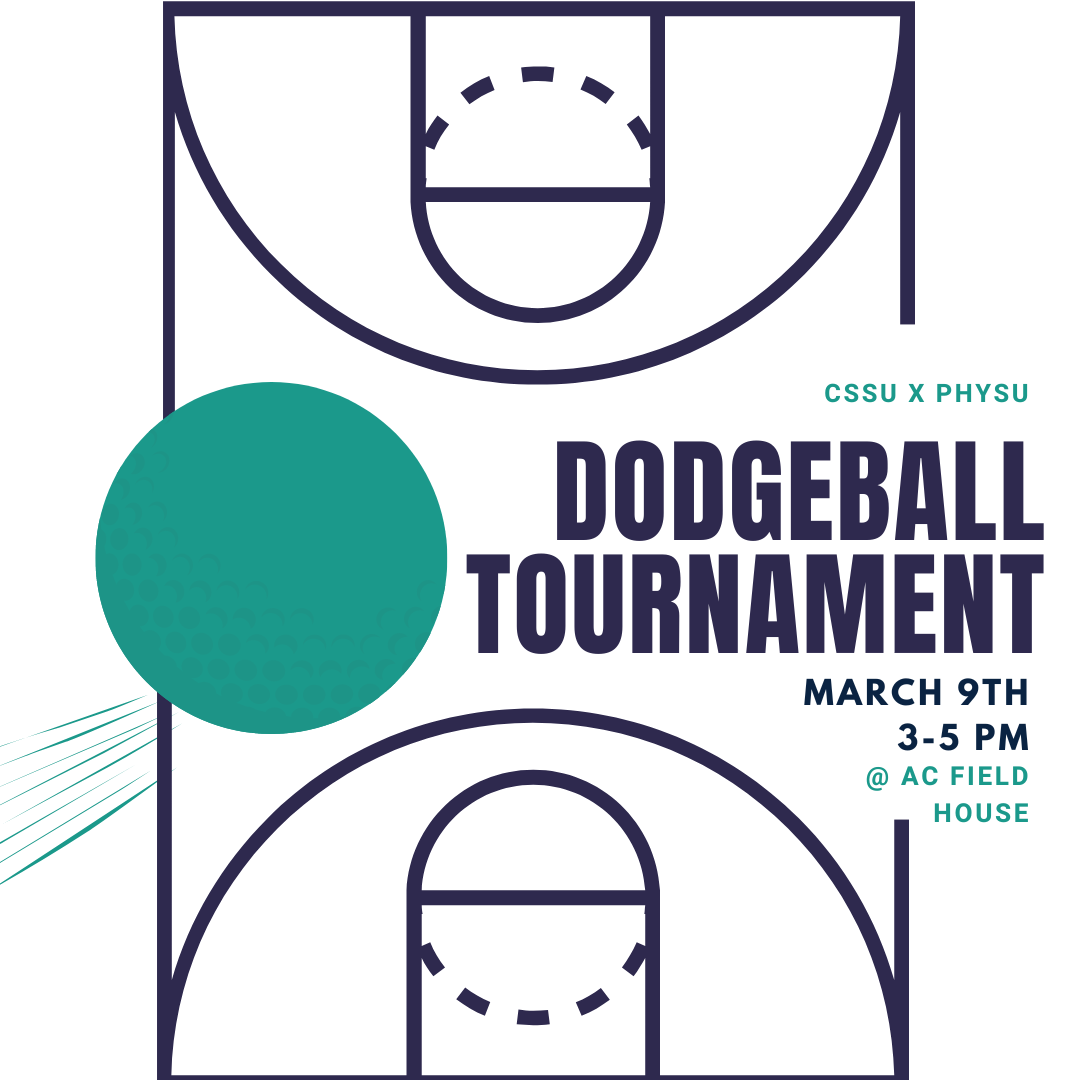 CSSU X PHYSU
DODGEBALL
TOURNAMENT
MARCH 9TH
3-5 PM
@ AC FIELD
HOUSE